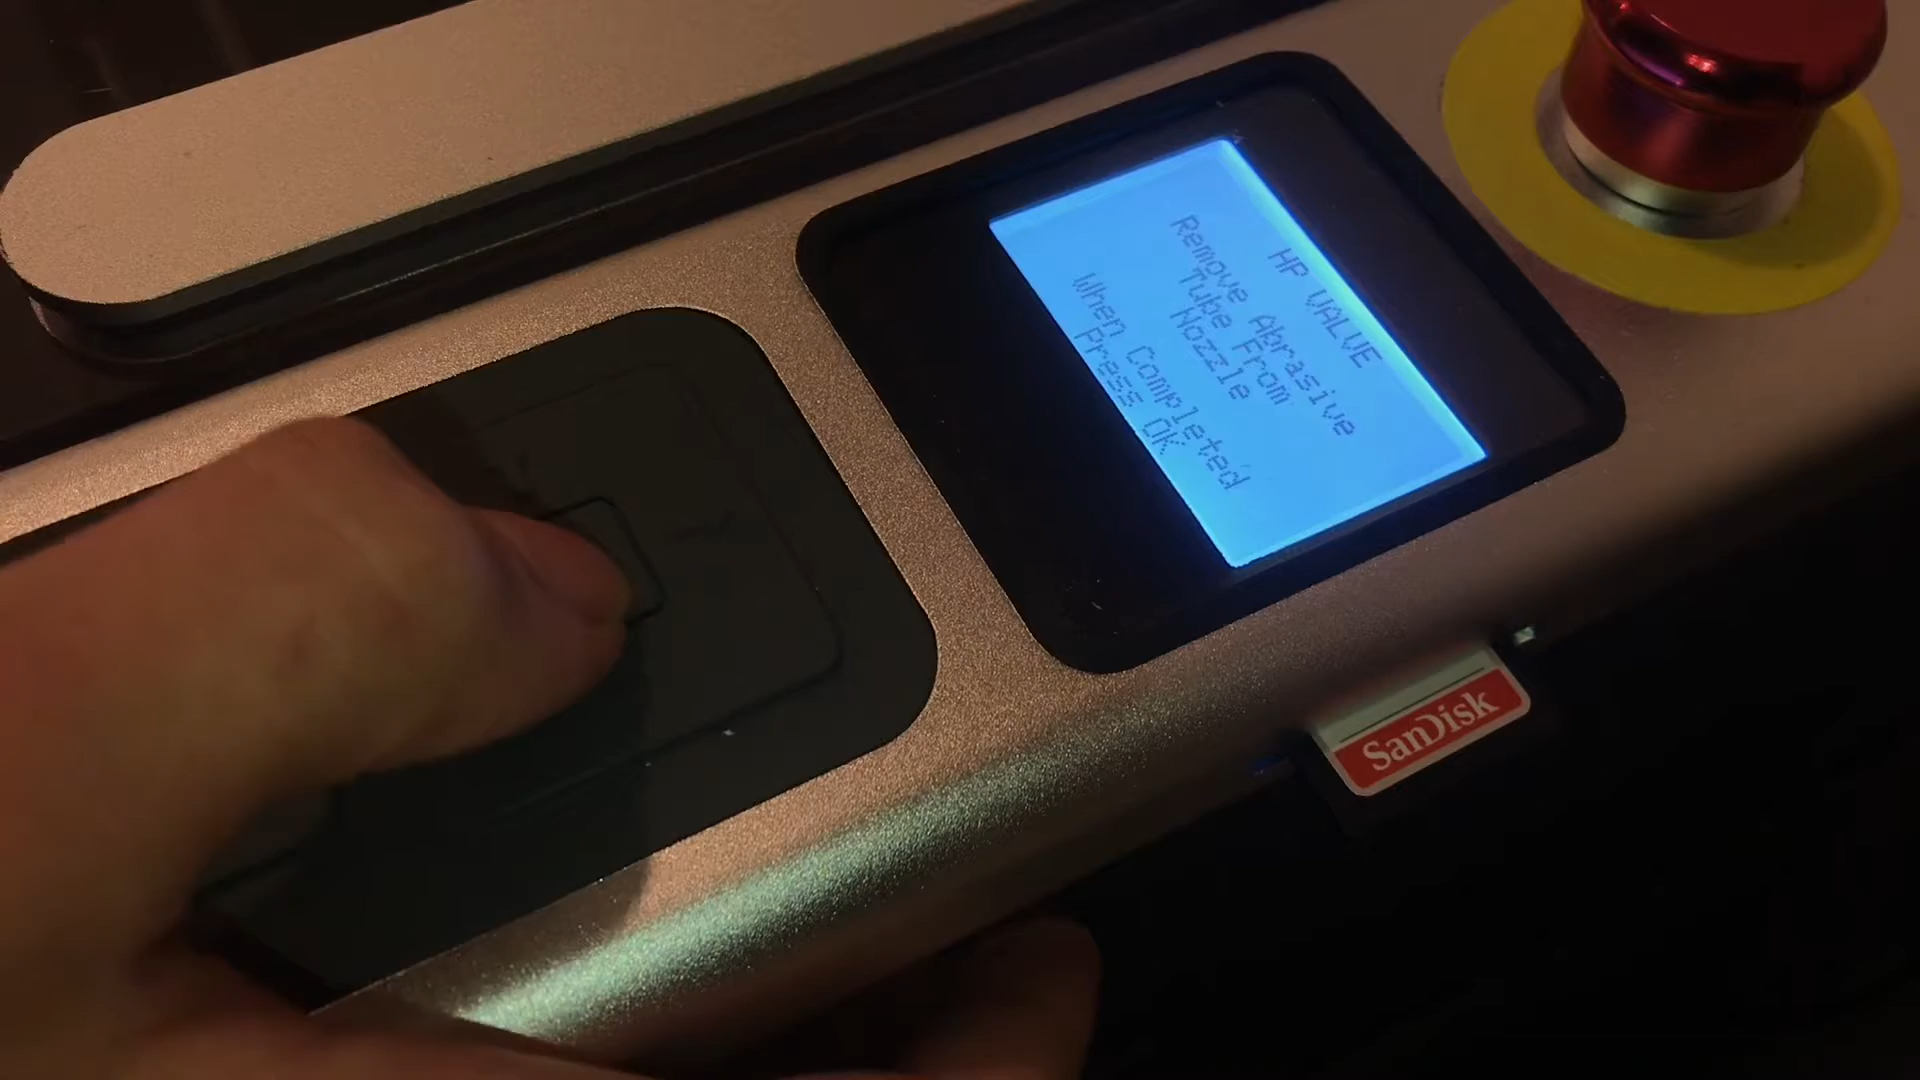 HP VALVE
Remove Abrasive
Tube From
Nozzle
When Completed
Press OK
SanDisk